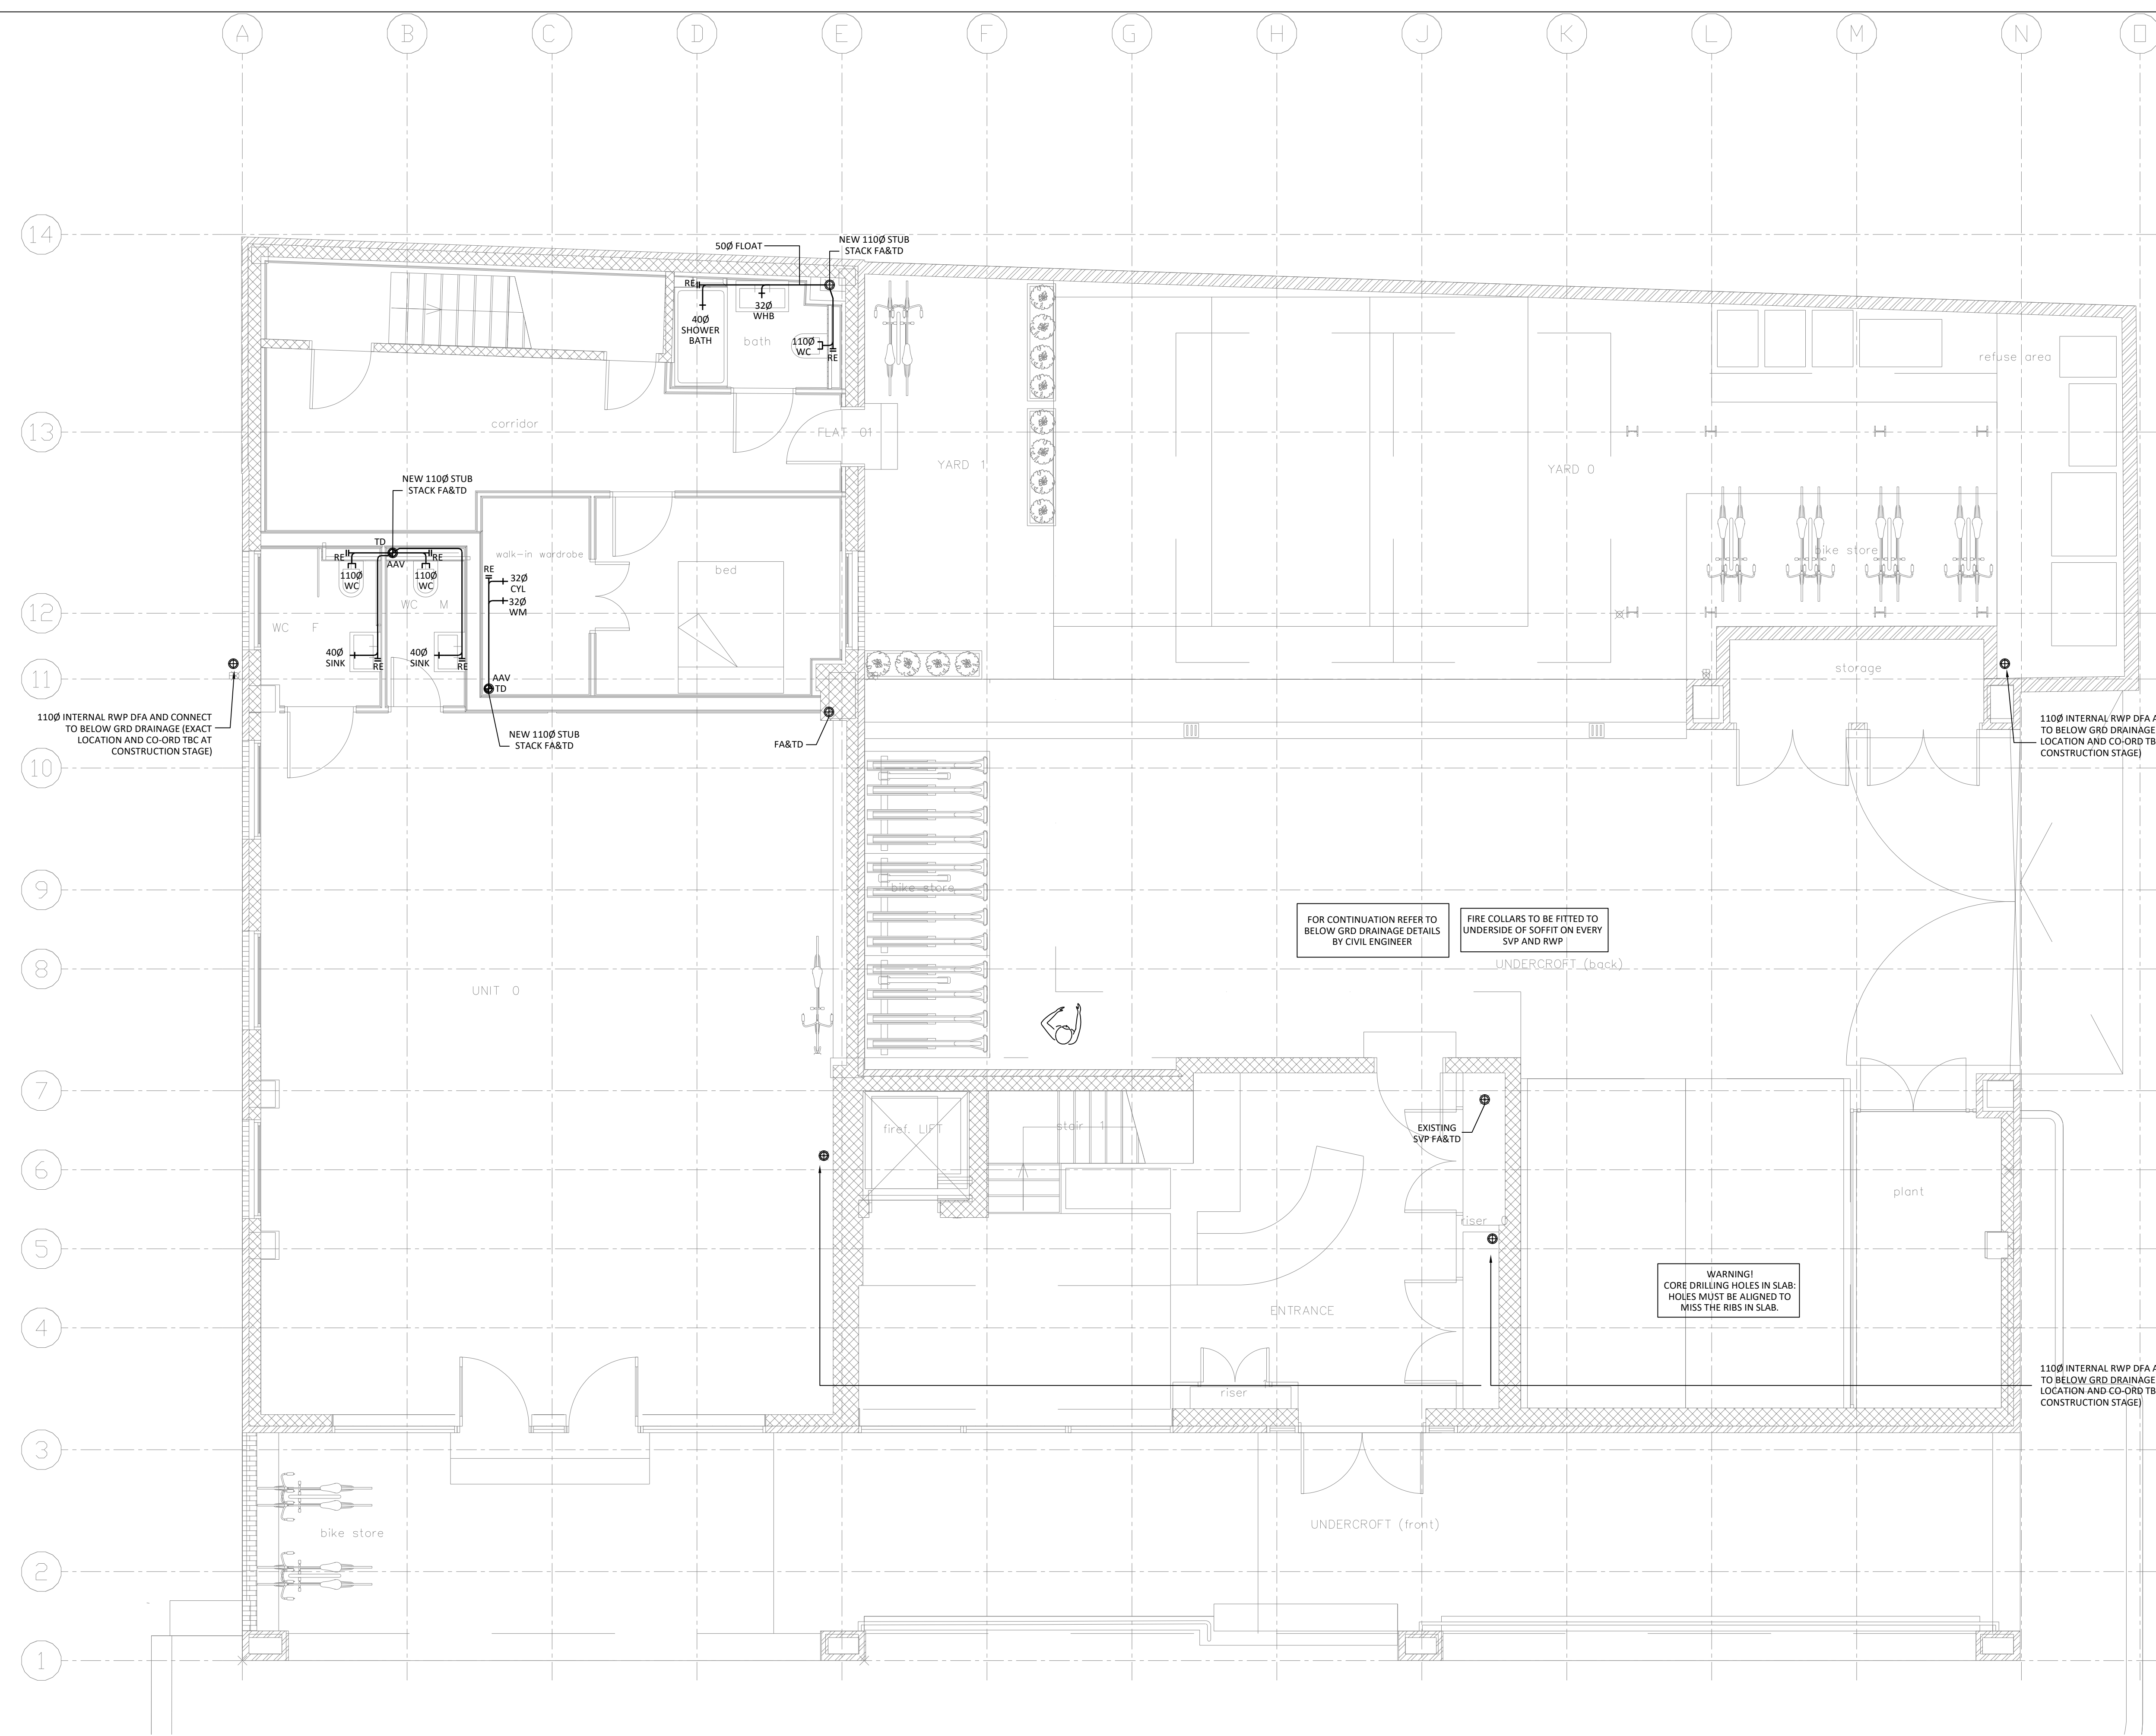 A B C D E F G H J K L M N O
14
50Ø FLOAT
NEW 110Ø STUB
STACK FA&TD
RE
40Ø
SHOWER
BATH
32Ø
WHB
bath
110Ø
WC
RE
refuse area
13
corridor
FLAT 01
YARD 1
YARD 0
NEW 110Ø STUB
STACK FA&TD
TD
AAV
RE
RE
110Ø
WC
110Ø
WC
RE
32Ø
CYL
32Ø
WM
walk-in wardrobe
bed
bike store
12
WC F
WC M
40Ø
SINK
RE
40Ø
SINK
RE
11
AAV
TD
storage
110Ø INTERNAL RWP DFA AND CONNECT
TO BELOW GRD DRAINAGE (EXACT
LOCATION AND CO-ORD TBC AT
CONSTRUCTION STAGE)
NEW 110Ø STUB
STACK FA&TD
FA&TD
110Ø INTERNAL RWP DFA A
TO BELOW GRD DRAINAGE
LOCATION AND CO-ORD TB
CONSTRUCTION STAGE)
10
9
bike store
FOR CONTINUATION REFER TO
BELOW GRD DRAINAGE DETAILS
BY CIVIL ENGINEER
FIRE COLLARS TO BE FITTED TO
UNDERSIDE OF SOFFIT ON EVERY
SVP AND RWP
8
UNDERCROFT (back)
UNIT 0
7
firef. LIFT
stair 1
EXISTING
SVP FA&TD
6
plant
riser 0
5
WARNING!
CORE DRILLING HOLES IN SLAB:
HOLES MUST BE ALIGNED TO
MISS THE RIBS IN SLAB.
ENTRANCE
4
riser 1
110Ø INTERNAL RWP DFA A
TO BELOW GRD DRAINAGE
LOCATION AND CO-ORD TB
CONSTRUCTION STAGE)
3
bike store
UNDERCROFT (front)
2
1